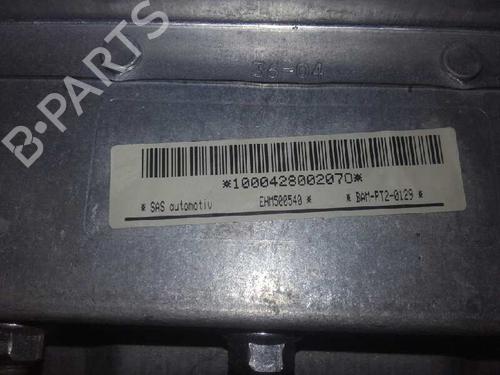 B-PARTS
36-04
*1000428002070*
* SAS automotiv EHM500540 * * BAM-PT2-0129 *